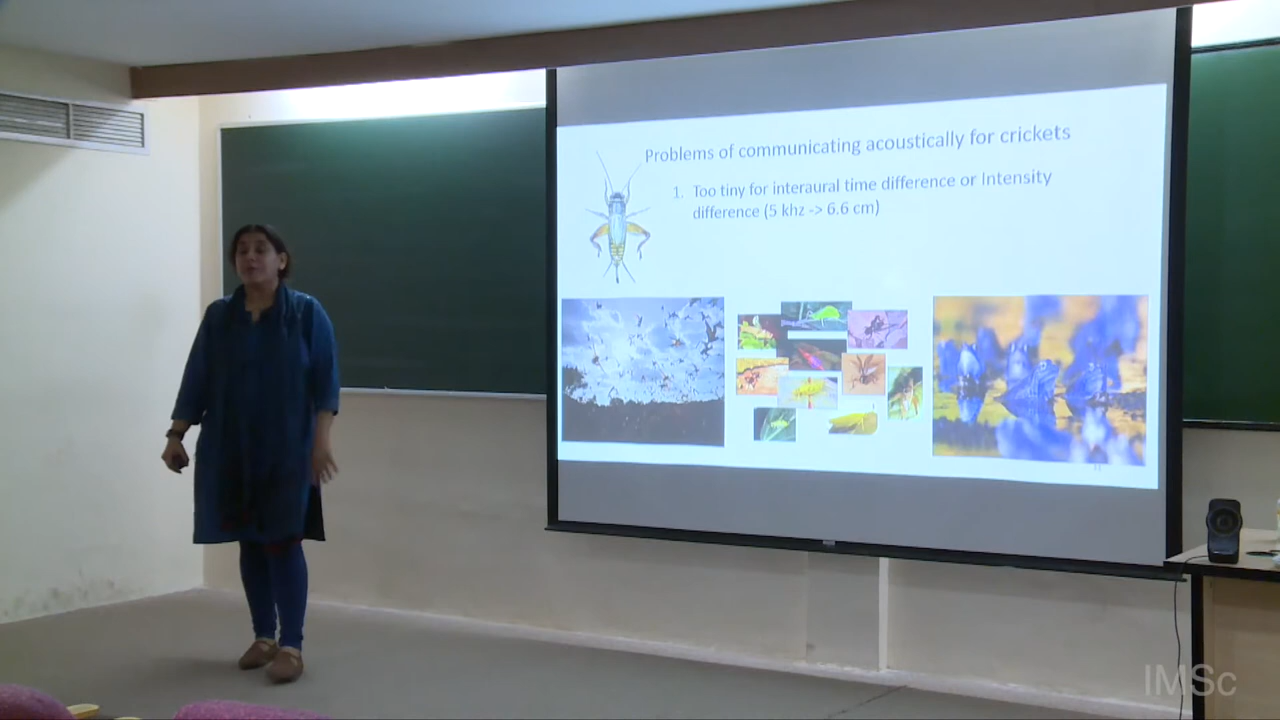 Problems of communicating acoustically for crickets
1. Too tiny for interaural time difference or Intensity
difference (5 khz -> 6.6 cm)
IMSc